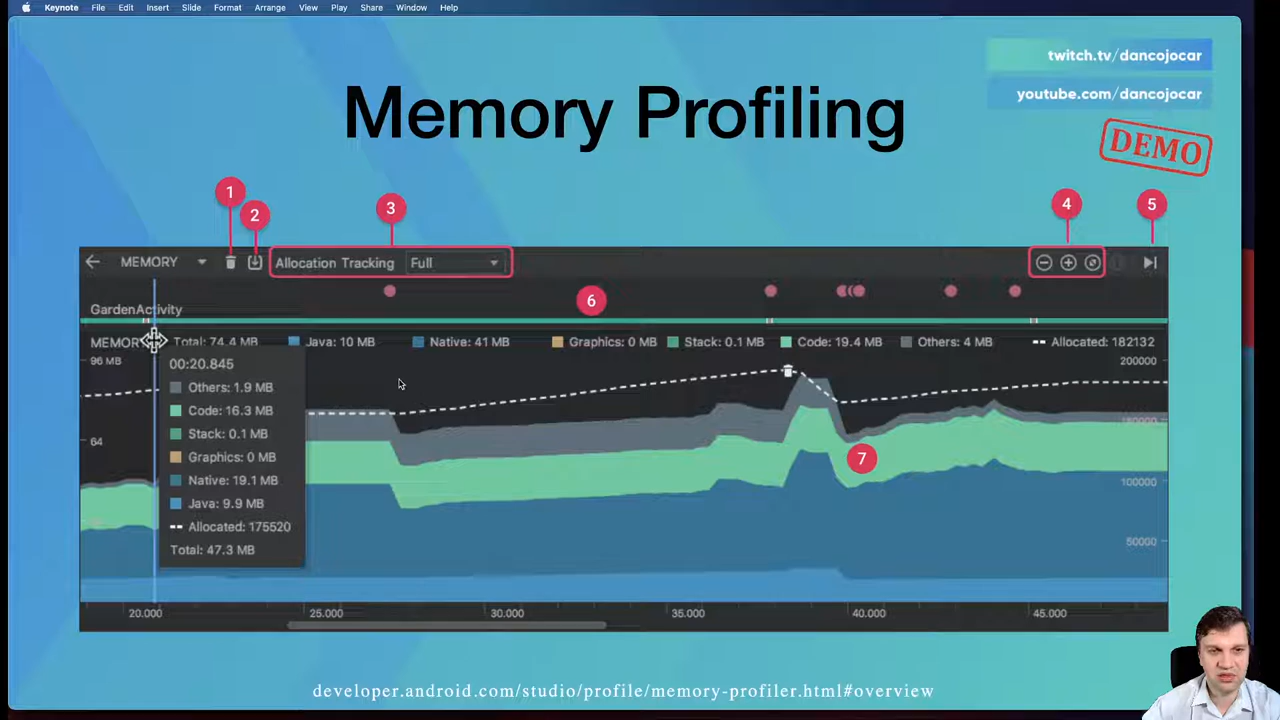 Keynote File Edit Insert Slide Format Arrange View Play Share Window Help
twitch.tv/dancojocar
youtube.com/dancojocar
Memory Profiling
DEMO
1
2
3
4
5
MEMORY
Allocation Tracking Full
6
GardenActivity
MEMOR Total: 74.4 MB Java: 10 MB Native: 41 MB Graphics: 0 MB Stack: 0.1 MB Code: 19.4 MB Others: 4 MB Allocated: 182132
96 MB
200000
00:20.845
Others: 1.9 MB
Code: 16.3 MB
Stack: 0.1 MB
Graphics: 0 MB
Native: 19.1 MB
Java: 9.9 MB
Allocated: 175520
Total: 47.3 MB
64
7
150000
100000
50000
20.000 25.000 30.000 35.000 40.000 45.000
developer.android.com/studio/profile/memory-profiler.html#overview